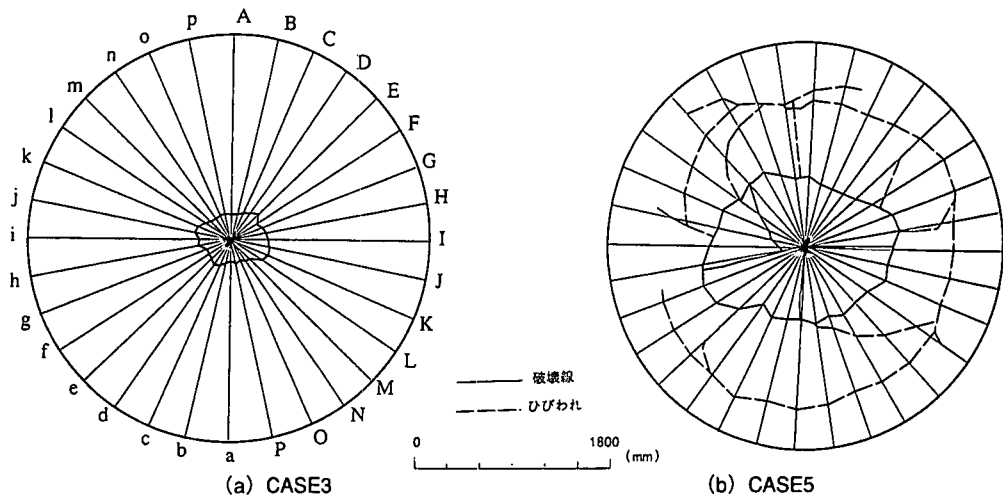 A
B
C
D
E
F
G
H
I
J
K
L
M
N
O
P
a
b
c
d
e
f
g
h
i
j
k
l
m
n
o
p
破壊線
ひびわれ
0 1800
(mm)
(a) CASE3
(b) CASE5